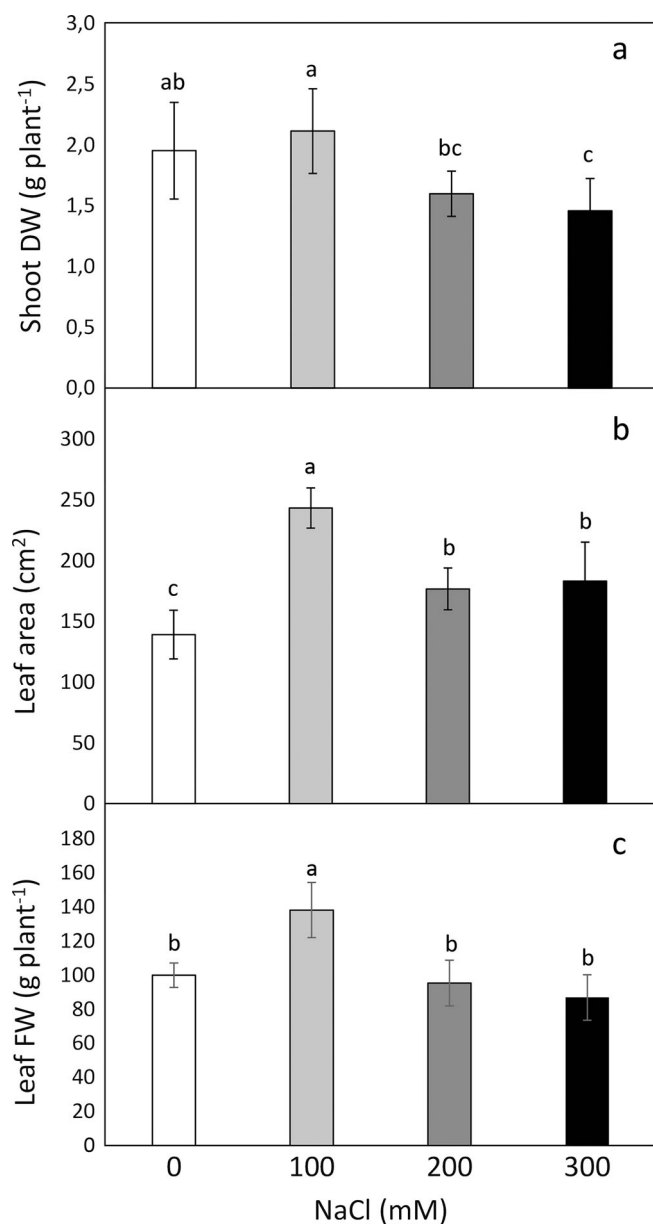 a
Shoot DW (g plant⁻¹)
3,0
2,5
2,0
1,5
1,0
0,5
0,0
ab
a
bc
c
b
Leaf area (cm²)
300
250
200
150
100
50
0
c
a
b
b
c
Leaf FW (g plant⁻¹)
180
160
140
120
100
80
60
40
20
0
b
a
b
b
0 100 200 300
NaCl (mM)